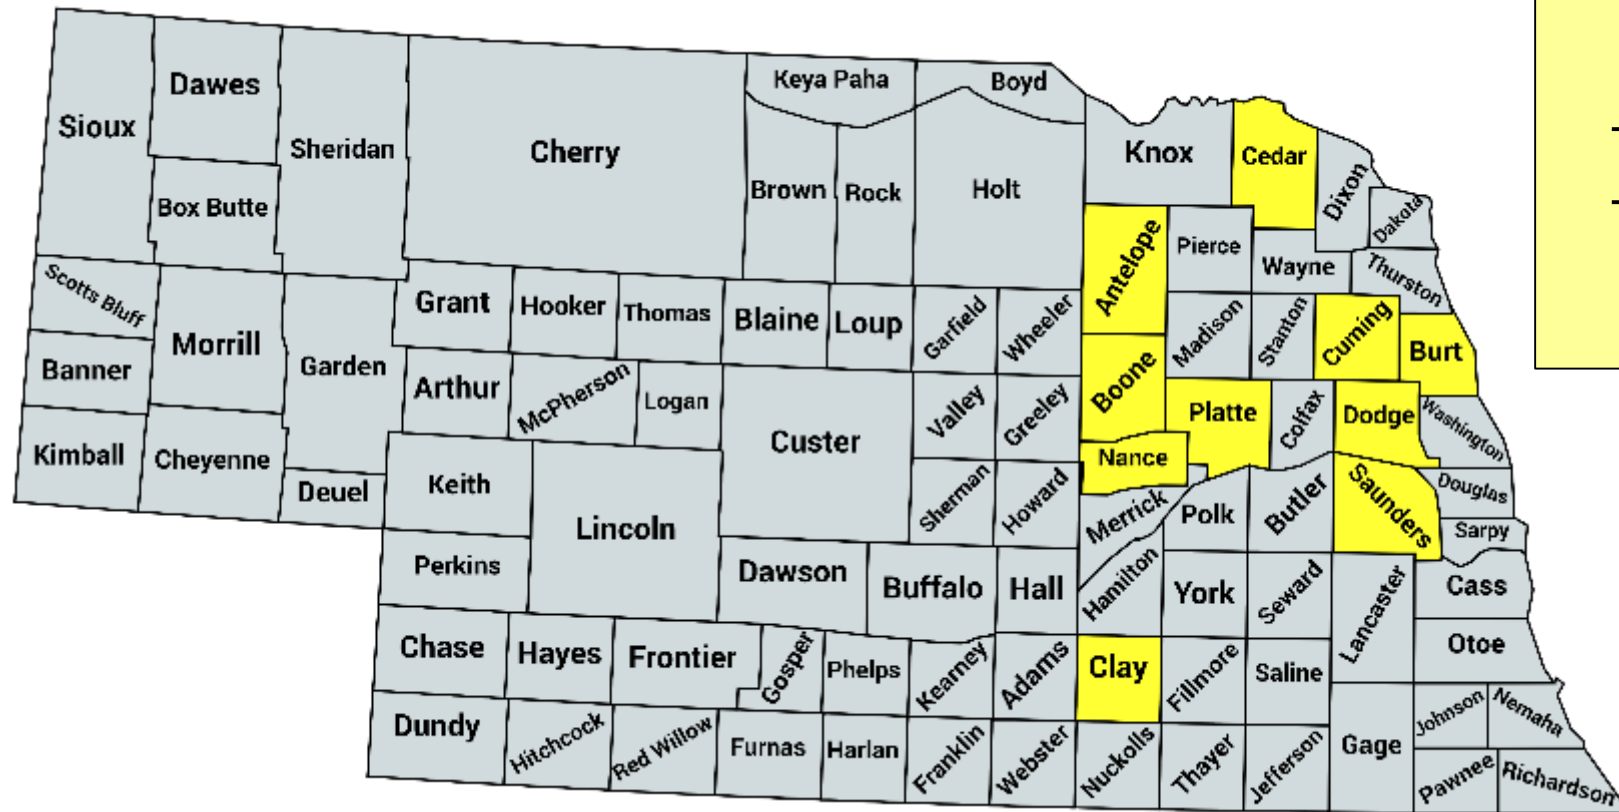 Keya Paha
Boyd
Dawes
Sioux
Sheridan
Cherry
Knox
Cedar
Box Butte
Brown
Rock
Holt
Dixon
Dakota
Antelope
Pierce
Wayne
Thurston
Scotts Bluff
Morrill
Garden
Grant
Hooker
Thomas
Blaine
Loup
Garfield
Wheeler
Madison
Stanton
Cuming
Burt
Banner
Arthur
McPherson
Logan
Custer
Valley
Greeley
Boone
Platte
Colfax
Dodge
Washington
Kimball
Cheyenne
Deuel
Keith
Lincoln
Sherman
Howard
Nance
Merrick
Polk
Butler
Saunders
Douglas
Sarpy
Perkins
Dawson
Buffalo
Hall
Hamilton
York
Seward
Lancaster
Cass
Otoe
Chase
Hayes
Frontier
Gosper
Phelps
Kearney
Adams
Clay
Fillmore
Saline
Dundy
Hitchcock
Red Willow
Furnas
Harlan
Franklin
Webster
Nuckolls
Thayer
Jefferson
Gage
Johnson
Nemaha
Pawnee
Richardson